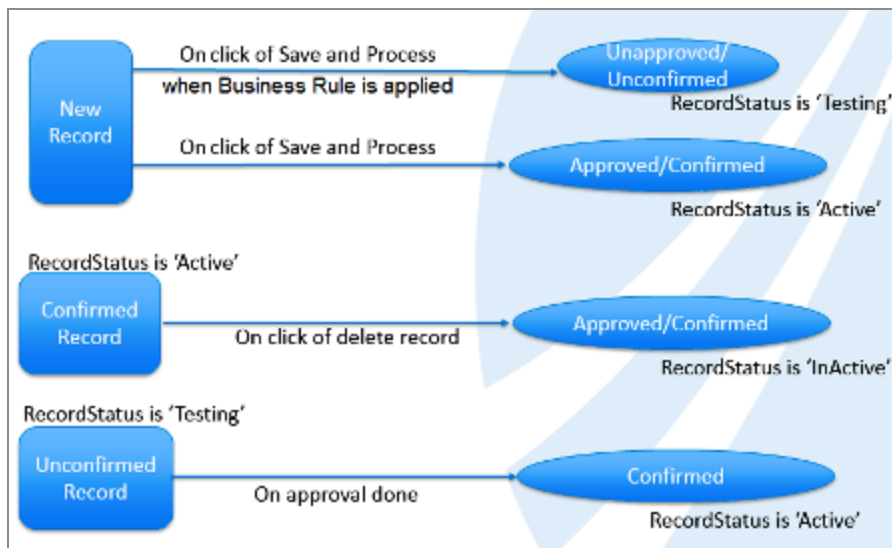 On click of Save and Process
when Business Rule is applied
Unapproved/
Unconfirmed
RecordStatus is 'Testing'
New
Record
On click of Save and Process
Approved/Confirmed
RecordStatus is 'Active'
RecordStatus is 'Active'
Confirmed
Record
On click of delete record
Approved/Confirmed
RecordStatus is 'InActive'
RecordStatus is 'Testing'
Unconfirmed
Record
On approval done
Confirmed
RecordStatus is 'Active'